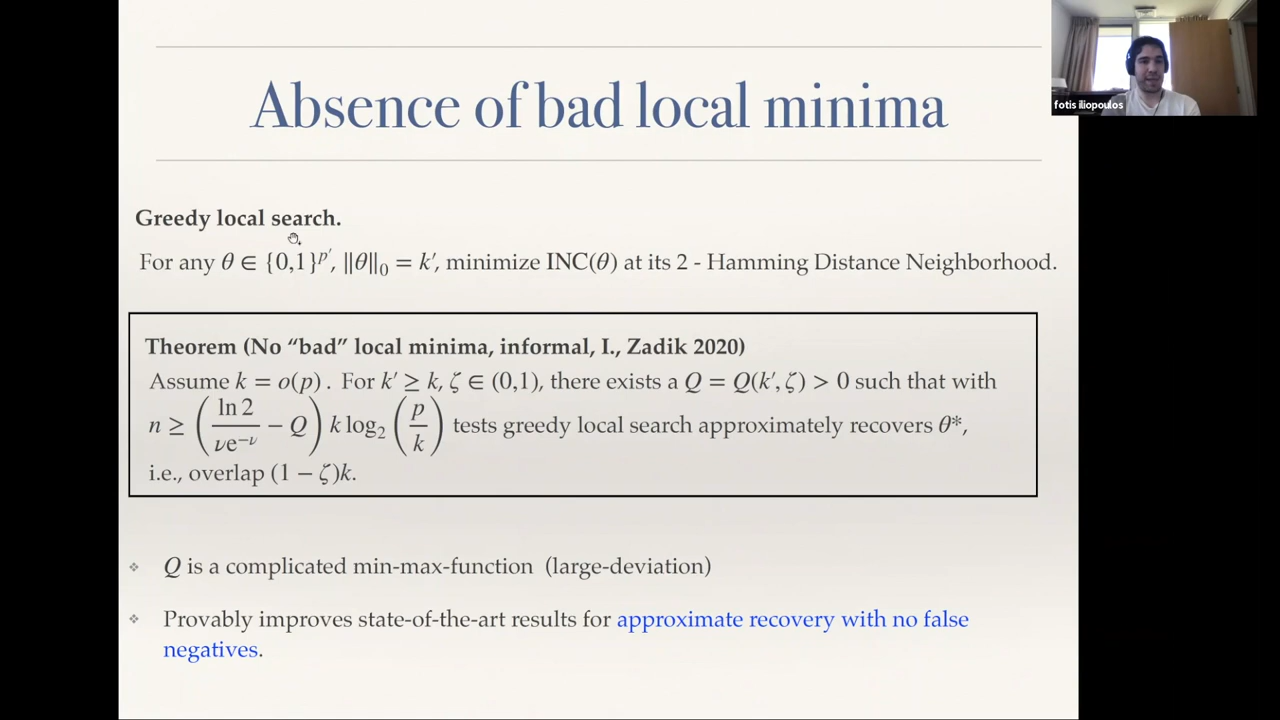 Absence of bad local minima
fotis iliopoulos
Greedy local search.
For any θ ∈ {0,1}^{p′}, ||θ||₀ = k′, minimize INC(θ) at its 2 - Hamming Distance Neighborhood.
Theorem (No “bad” local minima, informal, I., Zadik 2020)
Assume k = o(p) . For k′ ≥ k, ζ ∈ (0,1), there exists a Q = Q(k′, ζ) > 0 such that with
n ≥ (ln 2 / νe^{−ν} − Q) k log₂ (p / k) tests greedy local search approximately recovers θ*,
i.e., overlap (1 − ζ)k.
❖ Q is a complicated min-max-function (large-deviation)
❖ Provably improves state-of-the-art results for approximate recovery with no false
negatives.